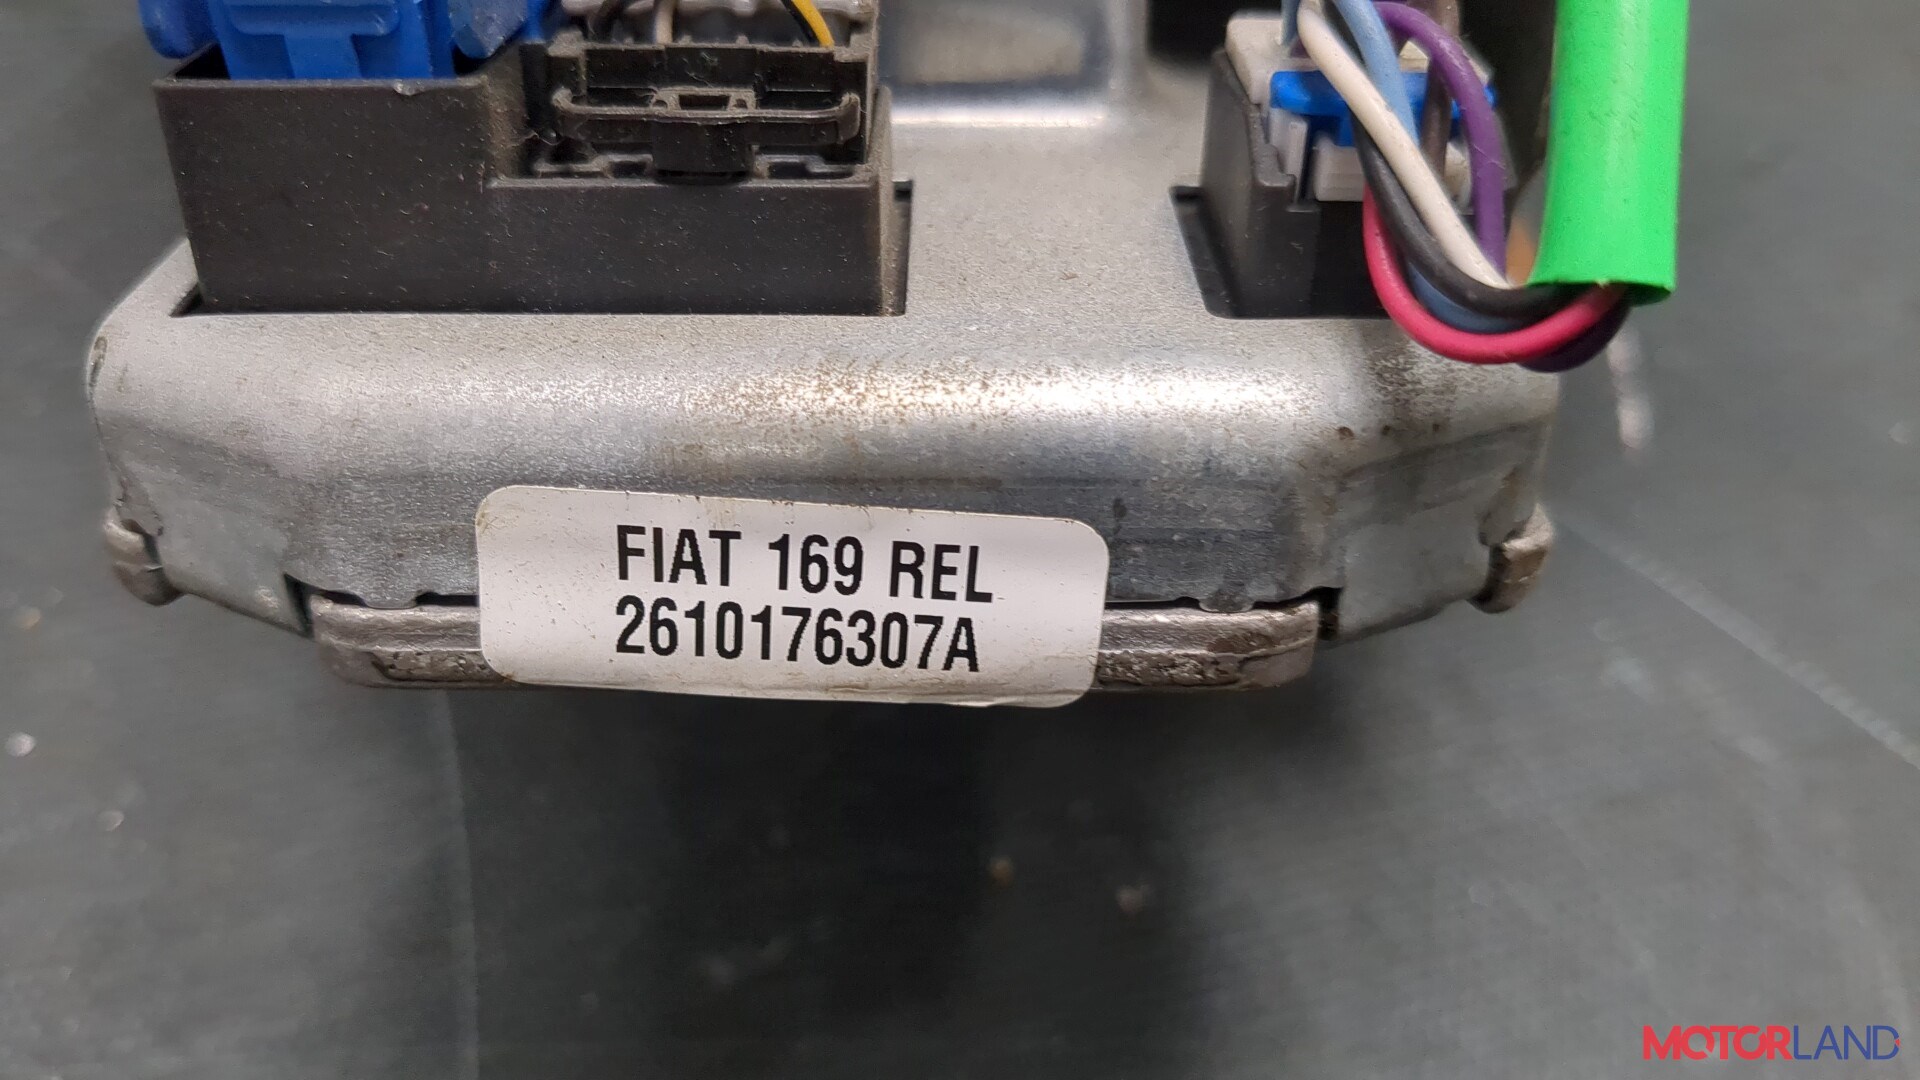 FIAT 169 REL
2610176307A
MOTORLAND